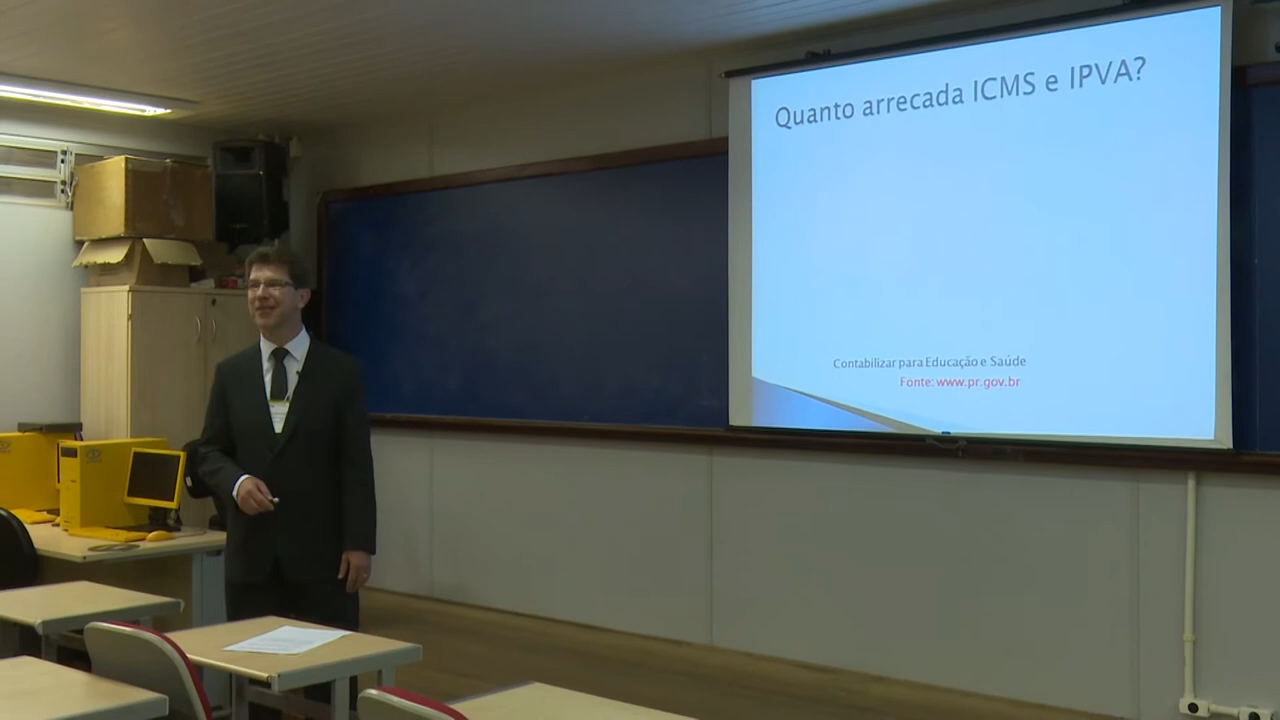 Quanto arrecada ICMS e IPVA?
Contabilizar para Educação e Saúde
Fonte: www.pr.gov.br